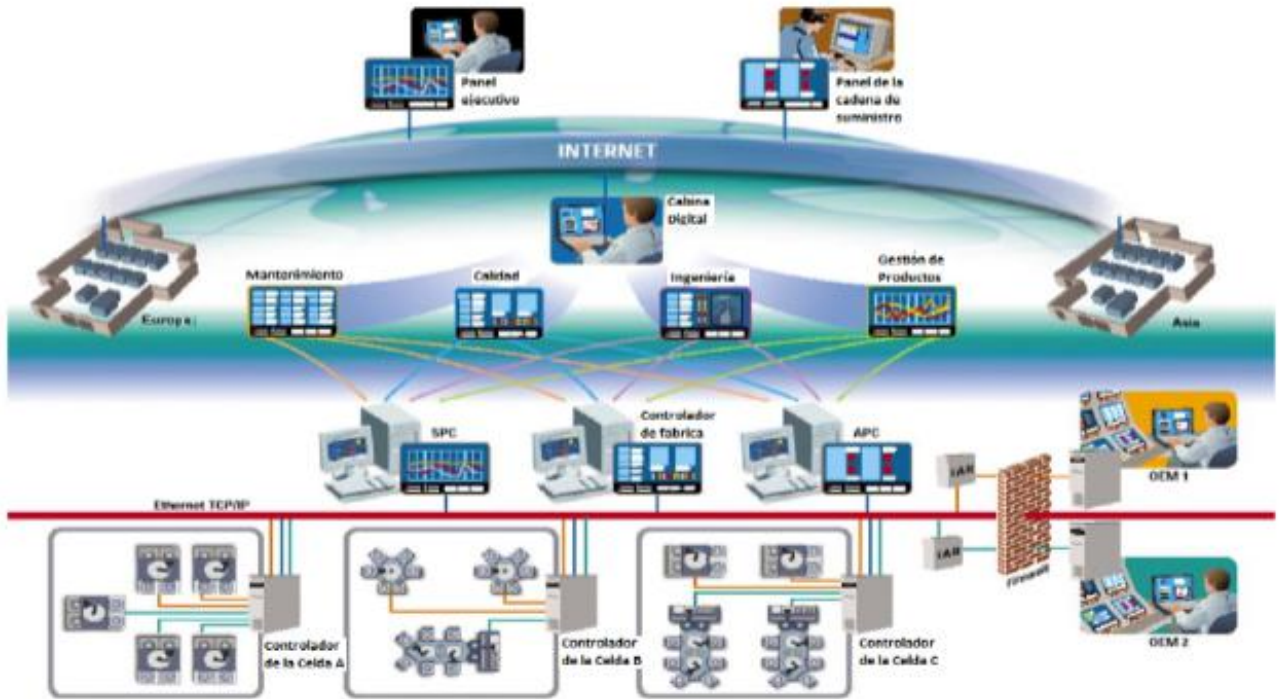 Panel
ejecutivo
Panel de la
cadena de
suministro
INTERNET
Cabina
Digital
Mantenimiento
Calidad
Ingeniería
Gestión de
Productos
Europa
Asia
SPC
Controlador
de fabrica
APC
OEM 1
IAR
Ethernet TCP/IP
IAR
Firewall
OEM 2
Controlador
de la Celda A
Controlador
de la Celda B
Controlador
de la Celda C